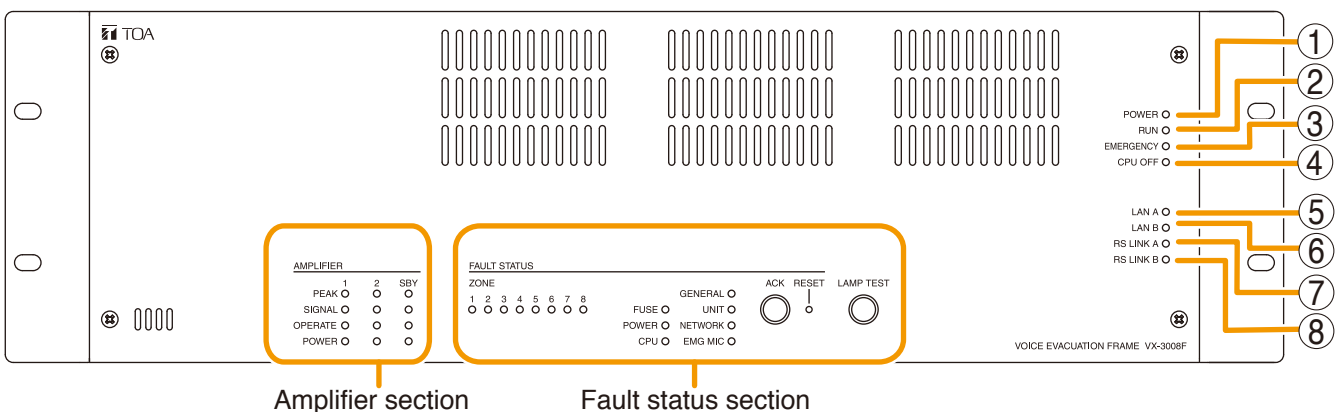 TOA
POWER
RUN
EMERGENCY
CPU OFF
LAN A
LAN B
RS LINK A
RS LINK B
1
2
3
4
5
6
7
8
AMPLIFIER
1 2 SBY
PEAK
SIGNAL
OPERATE
POWER
FAULT STATUS
ZONE
1 2 3 4 5 6 7 8
FUSE
POWER
CPU
GENERAL
UNIT
NETWORK
EMG MIC
ACK RESET LAMP TEST
VOICE EVACUATION FRAME VX-3008F
Amplifier section
Fault status section